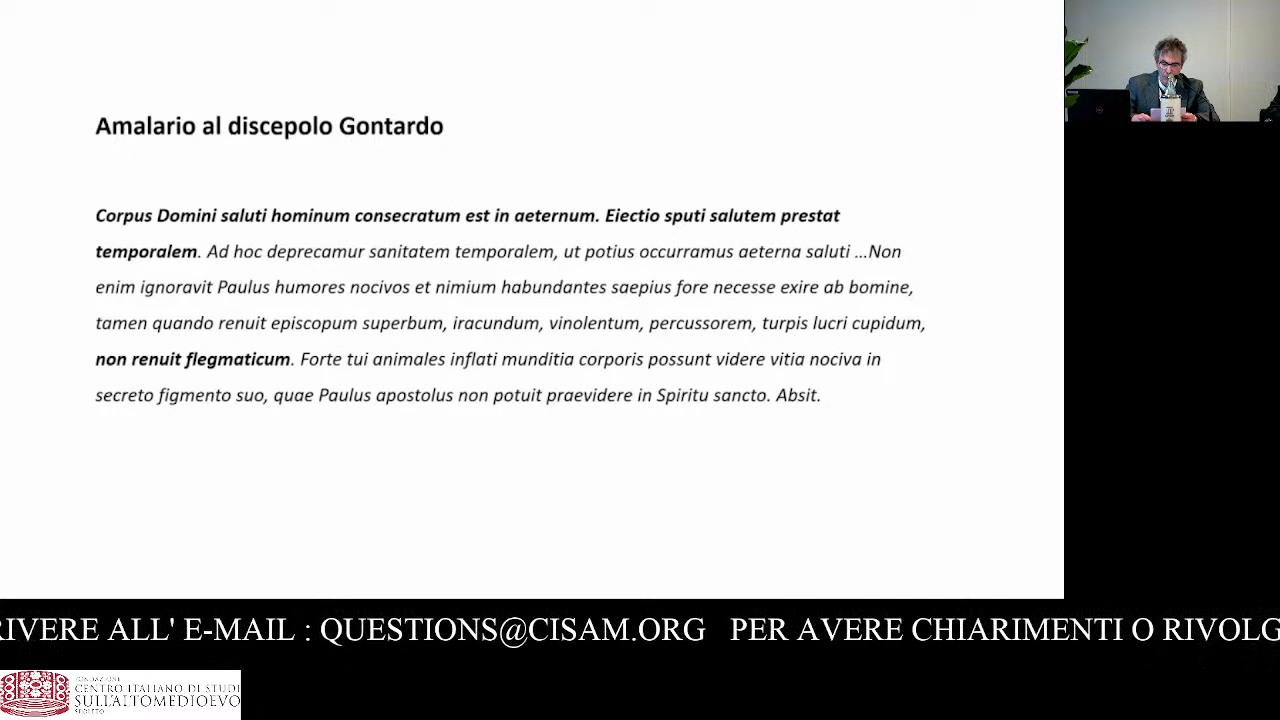 Amalario al discepolo Gontardo
Corpus Domini saluti hominum consecratum est in aeternum. Eiectio sputi salutem prestat
temporalem. Ad hoc deprecamur sanitatem temporalem, ut potius occurramus aeterna saluti ...Non
enim ignoravit Paulus humores nocivos et nimium habundantes saepius fore necesse exire ab bomine,
tamen quando renuit episcopum superbum, iracundum, vinolentum, percussorem, turpis lucri cupidum,
non renuit flegmaticum. Forte tui animales inflati munditia corporis possunt videre vitia nociva in
secreto figmento suo, quae Paulus apostolus non potuit praevidere in Spiritu sancto. Absit.
RIVERE ALL' E-MAIL : QUESTIONS@CISAM.ORG PER AVERE CHIARIMENTI O RIVOLG
FONDAZIONE
CENTRO ITALIANO DI STUDI
SULL'ALTOMEDIOEVO
SPOLETO